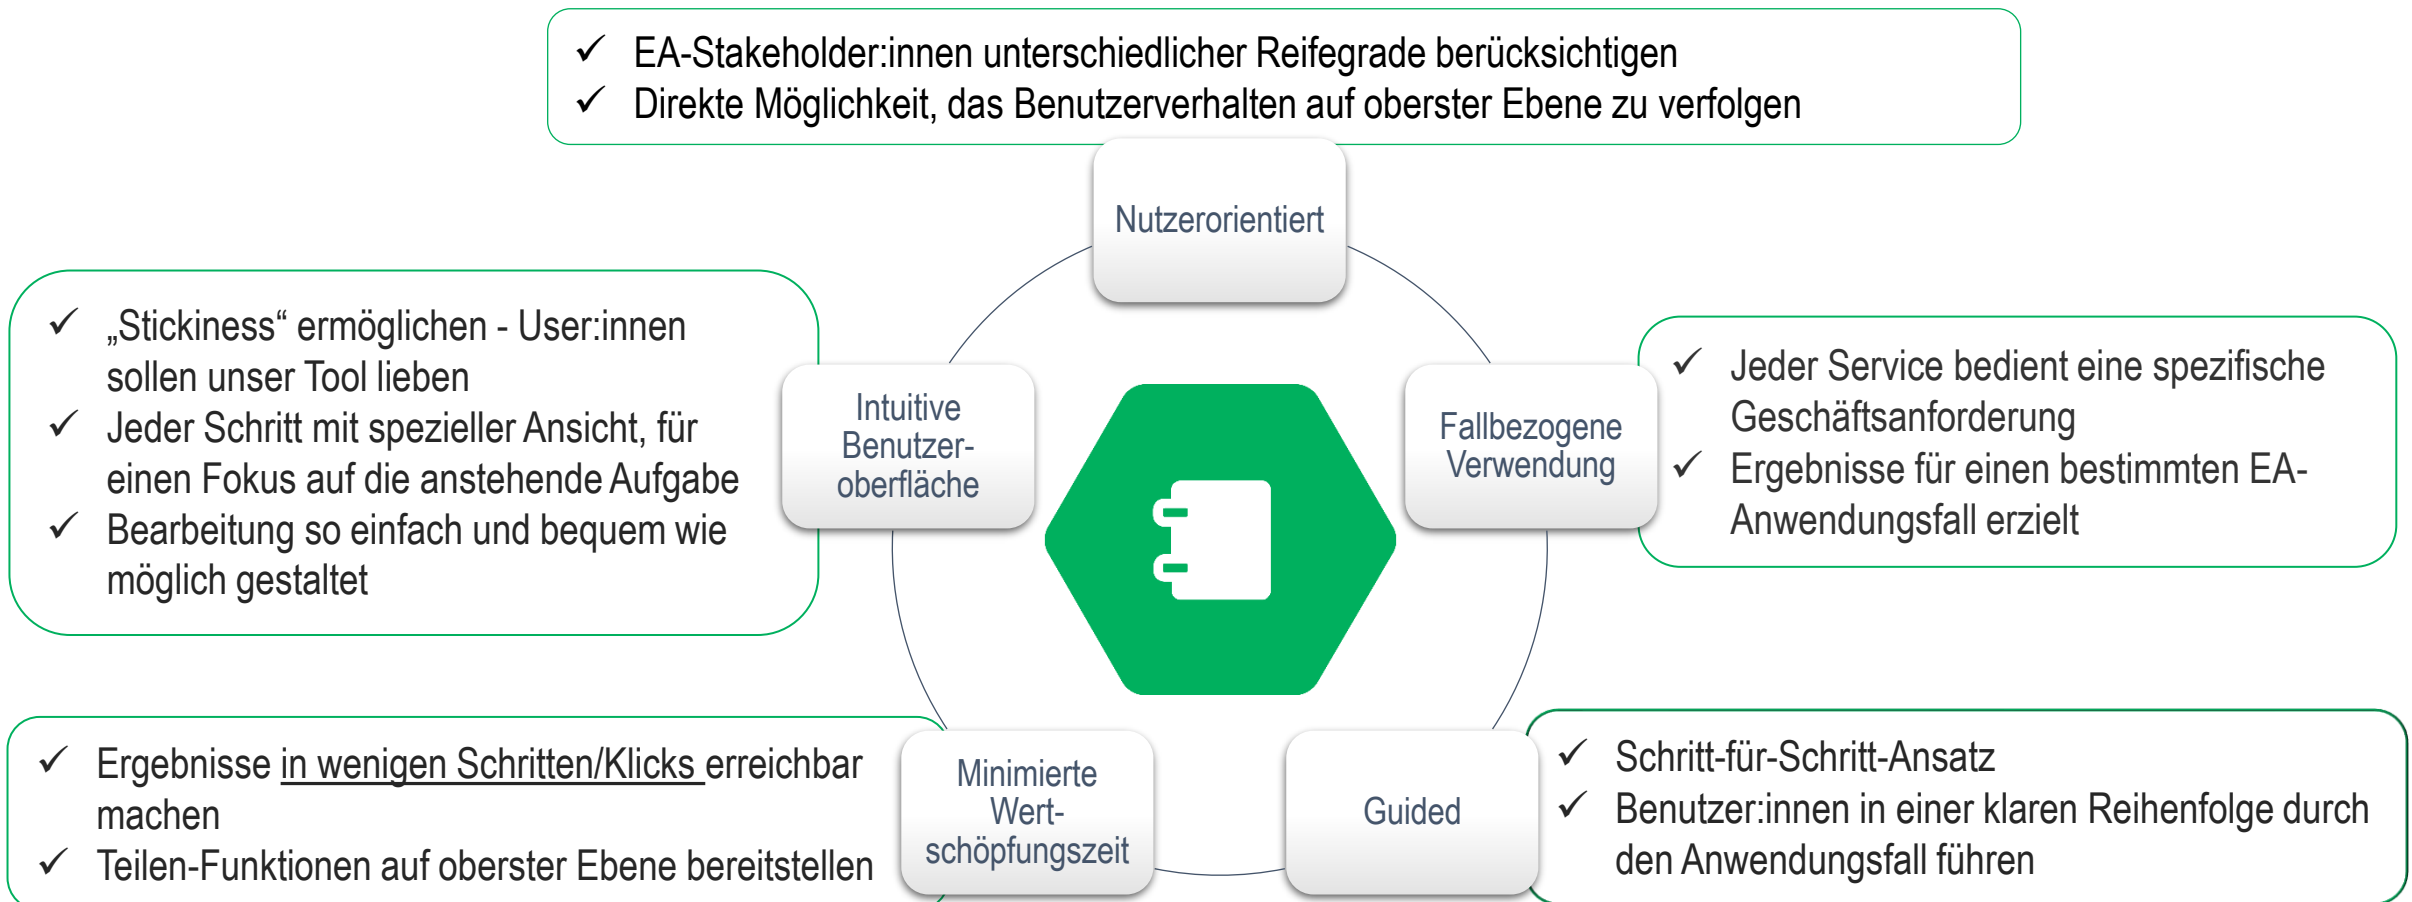 EA-Stakeholder:innen unterschiedlicher Reifegrade berücksichtigen
Direkte Möglichkeit, das Benutzerverhalten auf oberster Ebene zu verfolgen
Nutzerorientiert
„Stickiness“ ermöglichen - User:innen
sollen unser Tool lieben
Jeder Schritt mit spezieller Ansicht, für
einen Fokus auf die anstehende Aufgabe
Bearbeitung so einfach und bequem wie
möglich gestaltet
Intuitive
Benutzer-
oberfläche
Fallbezogene
Verwendung
Jeder Service bedient eine spezifische
Geschäftsanforderung
Ergebnisse für einen bestimmten EA-
Anwendungsfall erzielt
Ergebnisse in wenigen Schritten/Klicks erreichbar
machen
Teilen-Funktionen auf oberster Ebene bereitstellen
Minimierte
Wert-
schöpfungszeit
Guided
Schritt-für-Schritt-Ansatz
Benutzer:innen in einer klaren Reihenfolge durch
den Anwendungsfall führen